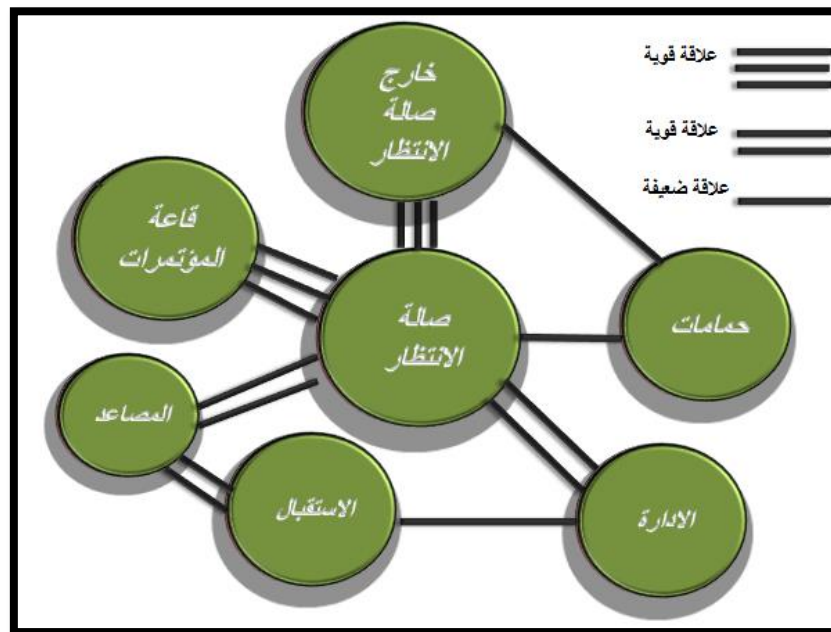 علاقة قوية
علاقة قوية
علاقة ضعيفة
خارج
صالة
الانتظار
قاعة
المؤتمرات
صالة
الانتظار
حمامات
المصاعد
الاستقبال
الادارة